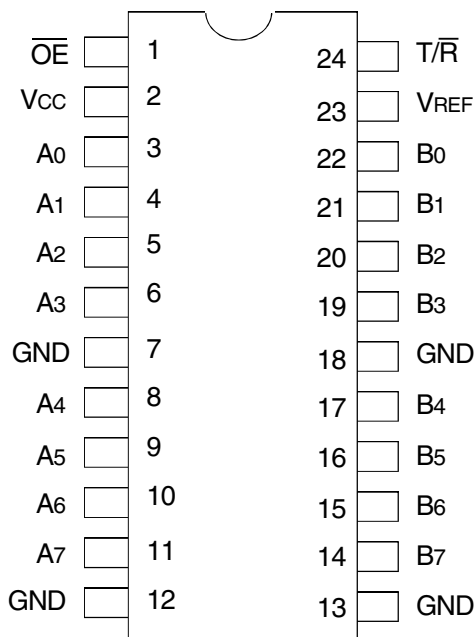 O̅E̅ 1 24 T/R̅
VCC 2 23 VREF
A0 3 22 B0
A1 4 21 B1
A2 5 20 B2
A3 6 19 B3
GND 7 18 GND
A4 8 17 B4
A5 9 16 B5
A6 10 15 B6
A7 11 14 B7
GND 12 13 GND